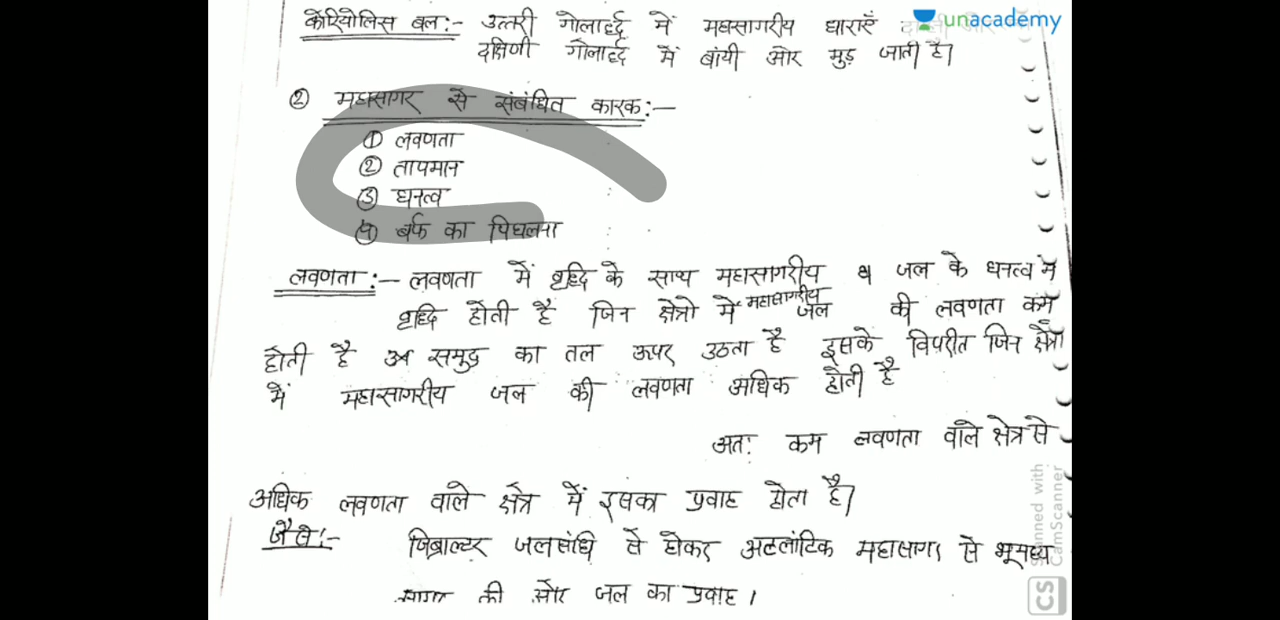 कोरियोलिस बल:- उत्तरी गोलार्द्ध में महासागरीय धाराएँ
unacademy
दक्षिणी गोलार्द्ध में बांयी ओर मुड़ जाती है।
② महासागर से संबंधित कारक:-
① लवणता
② तापमान
③ घनत्व
④ बर्फ का पिघलना
लवणता :- लवणता में वृद्धि के साथ महासागरीय जल के घनत्व में
वृद्धि होती है जिन क्षेत्रो में महासागरीय जल की लवणता कम
होती है समुद्र का तल ऊपर उठता है इसके विपरीत जिन क्षेत्रों
में महासागरीय जल की लवणता अधिक होती है
अतः कम लवणता वाले क्षेत्र से
अधिक लवणता वाले क्षेत्र में इसका प्रवाह होता है।
जैसे:- जिब्राल्टर जलसंधि से होकर अटलांटिक महासागर से भूमध्य
सागर की ओर जल का प्रवाह।
Scanned with CamScanner
CS